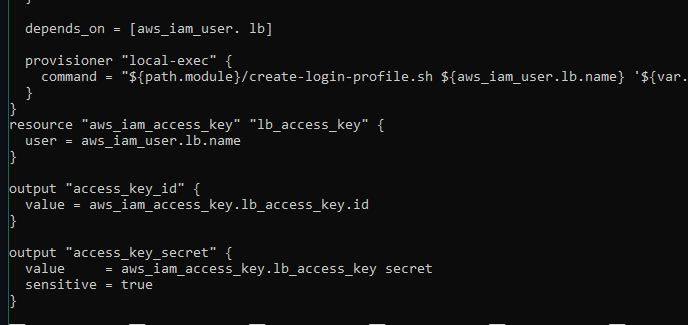 }
depends_on = [aws_iam_user. lb]
provisioner "local-exec" {
command = "${path.module}/create-login-profile.sh ${aws_iam_user.lb.name} '${var.
}
}
resource "aws_iam_access_key" "lb_access_key" {
user = aws_iam_user.lb.name
}
output "access_key_id" {
value = aws_iam_access_key.lb_access_key.id
}
output "access_key_secret" {
value     = aws_iam_access_key.lb_access_key secret
sensitive = true
}